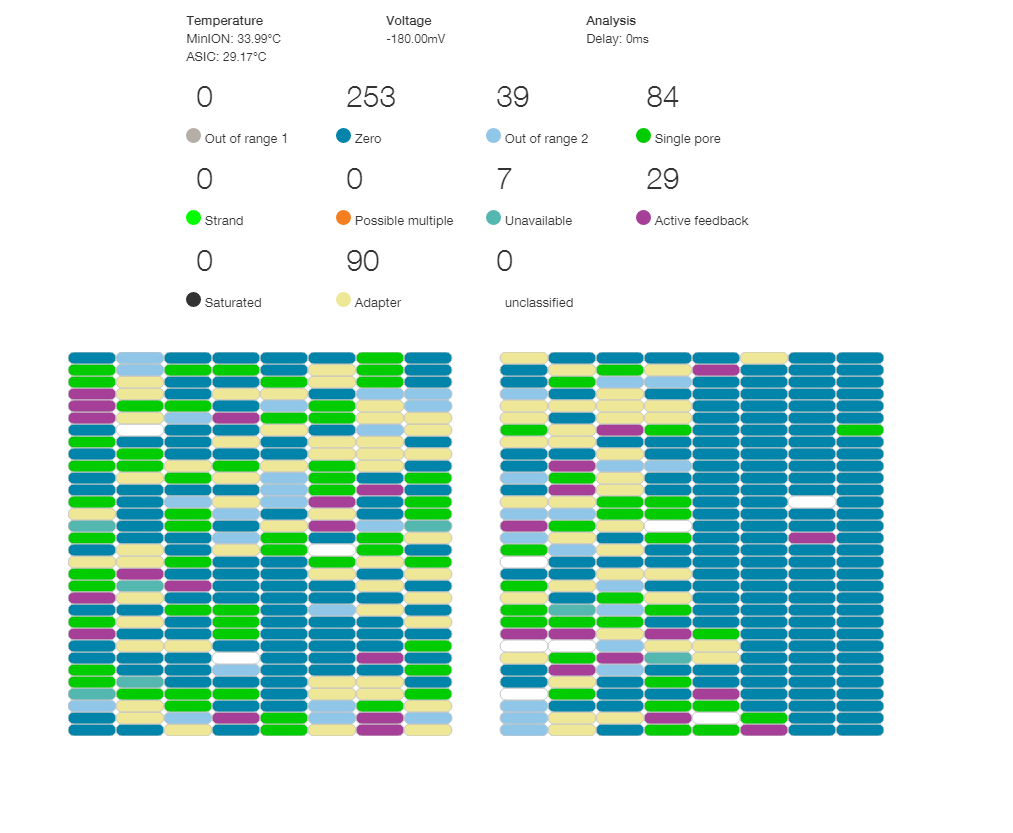 Temperature Voltage Analysis
MinION: 33.99°C -180.00mV Delay: 0ms
ASIC: 29.17°C
0 253 39 84
Out of range 1 Zero Out of range 2 Single pore
0 0 7 29
Strand Possible multiple Unavailable Active feedback
0 90 0
Saturated Adapter unclassified